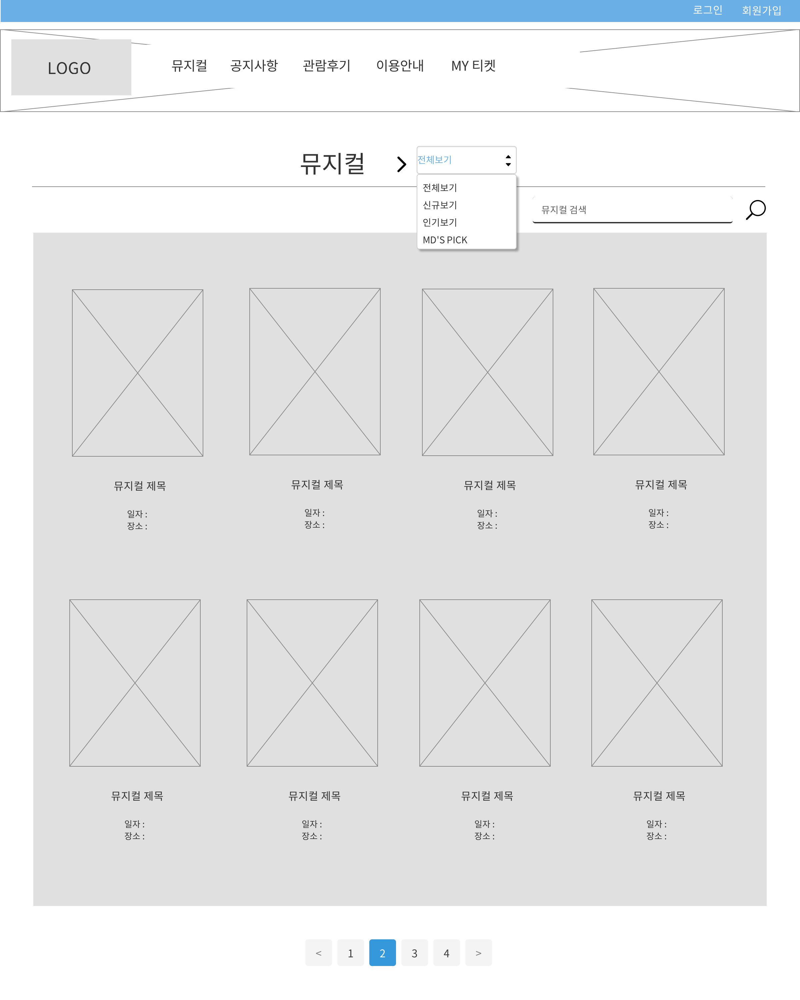 로그인 회원가입
LOGO
뮤지컬 공지사항 관람후기 이용안내 MY 티켓
뮤지컬 > 전체보기
전체보기
신규보기
인기보기
MD'S PICK
뮤지컬 검색
뮤지컬 제목 뮤지컬 제목 뮤지컬 제목 뮤지컬 제목
일자 : 일자 : 일자 : 일자 :
장소 : 장소 : 장소 : 장소 :
뮤지컬 제목 뮤지컬 제목 뮤지컬 제목 뮤지컬 제목
일자 : 일자 : 일자 : 일자 :
장소 : 장소 : 장소 : 장소 :
< 1 2 3 4 >